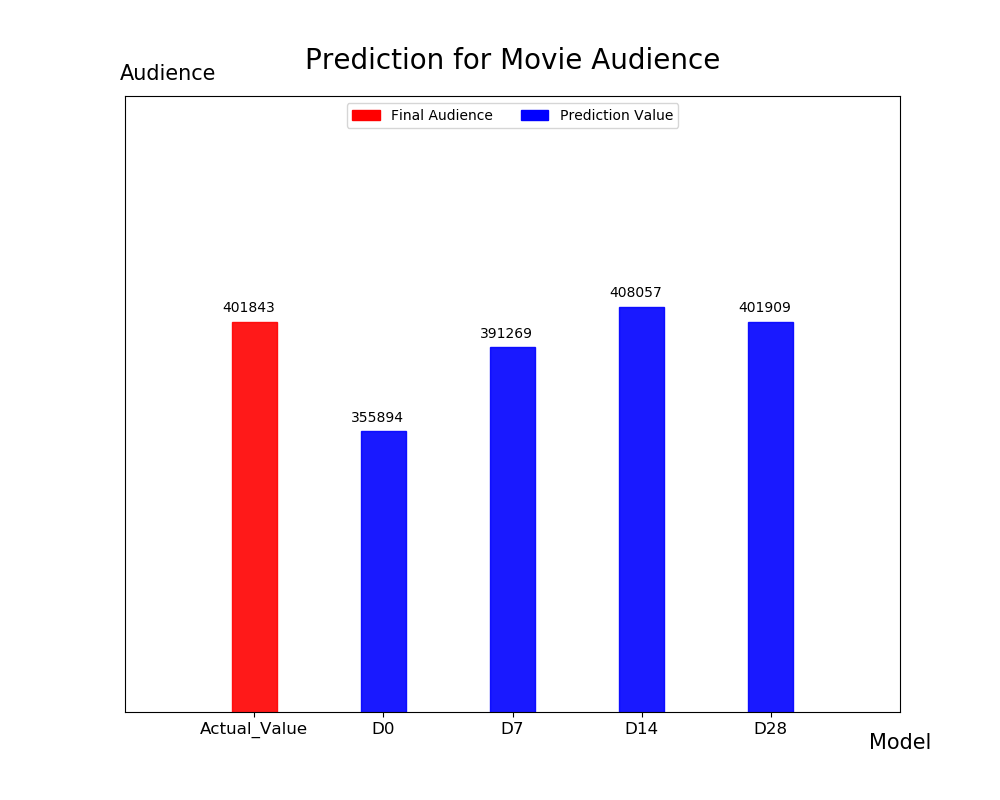 Prediction for Movie Audience
Audience
Final Audience Prediction Value
408057
401843 401909
391269
355894
Actual_Value D0 D7 D14 D28
Model